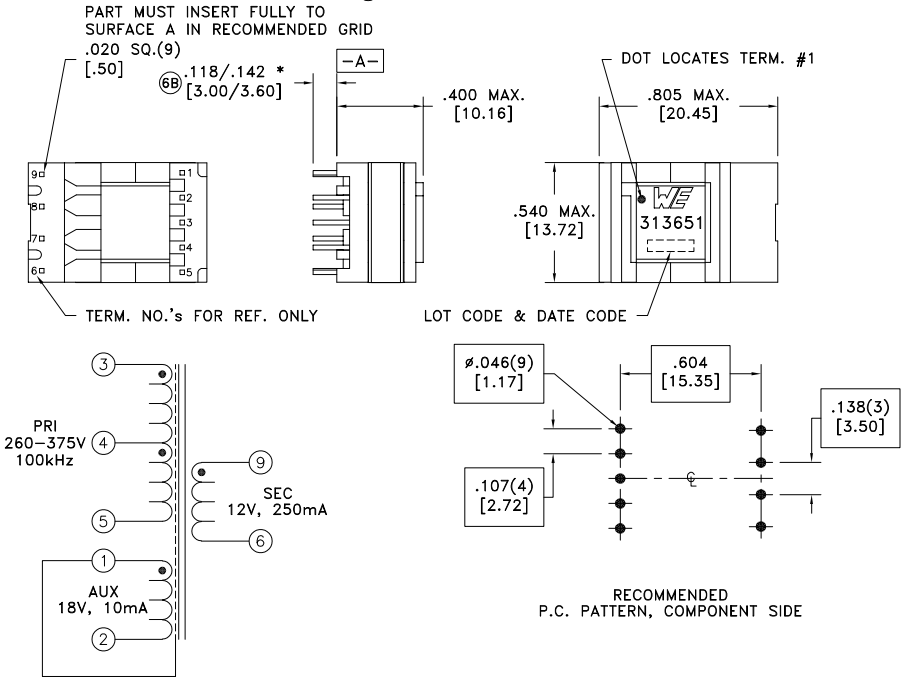 PART MUST INSERT FULLY TO
SURFACE A IN RECOMMENDED GRID
.020 SQ.(9)
[.50]
6B
.118/.142 *
[3.00/3.60]
-A-
.400 MAX.
[10.16]
DOT LOCATES TERM. #1
.805 MAX.
[20.45]
9
8
7
6
1
2
3
4
5
.540 MAX.
[13.72]
WE
313651
TERM. NO.'s FOR REF. ONLY
LOT CODE & DATE CODE
3
PRI
260-375V
100kHz
4
5
1
AUX
18V, 10mA
2
9
SEC
12V, 250mA
6
ø.046(9)
[1.17]
.604
[15.35]
.138(3)
[3.50]
.107(4)
[2.72]
℄
RECOMMENDED
P.C. PATTERN, COMPONENT SIDE